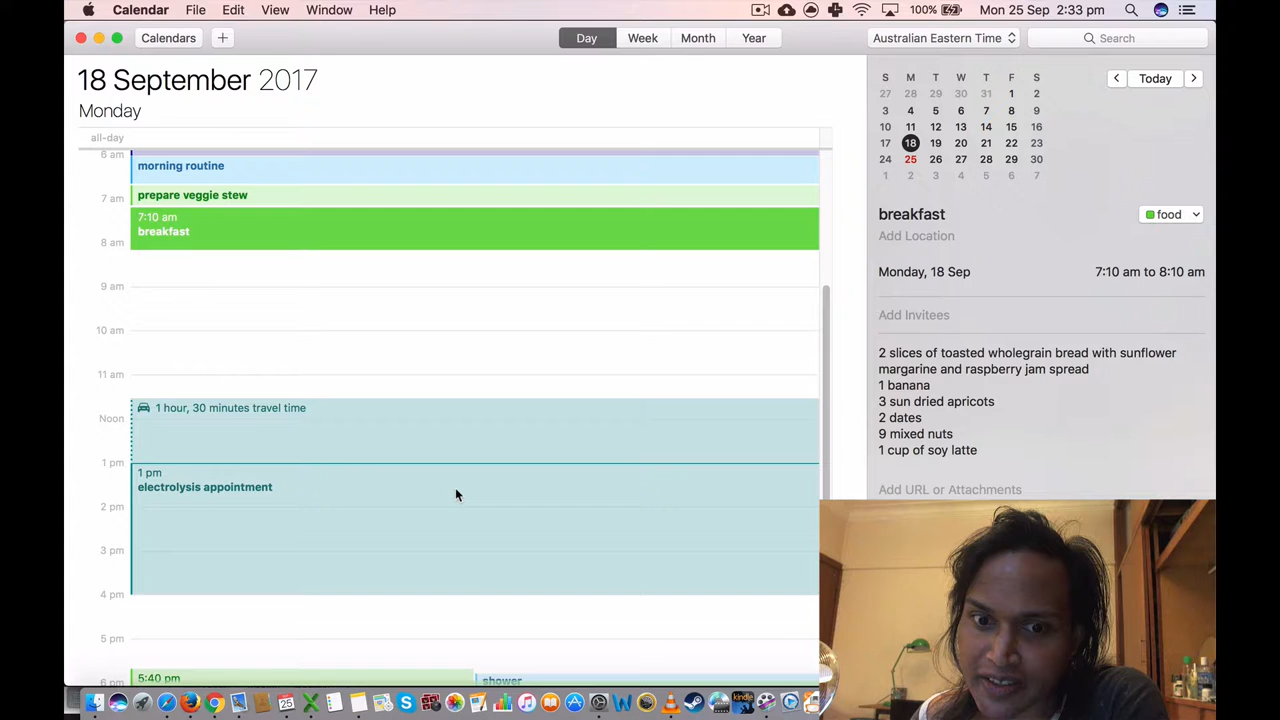 Calendar File Edit View Window Help
100% Mon 25 Sep 2:33 pm
Calendars + Day Week Month Year Australian Eastern Time Search
18 September 2017
Monday
all-day
6 am
morning routine
prepare veggie stew
7 am
7:10 am
breakfast
8 am
9 am
10 am
11 am
1 hour, 30 minutes travel time
Noon
1 pm
1 pm
electrolysis appointment
2 pm
3 pm
4 pm
5 pm
5:40 pm
shower
6 pm
S M T W T F S
Today
27 28 29 30 31 1 2
3 4 5 6 7 8 9
10 11 12 13 14 15 16
17 18 19 20 21 22 23
24 25 26 27 28 29 30
1 2 3 4 5 6 7
breakfast food
Add Location
Monday, 18 Sep 7:10 am to 8:10 am
Add Invitees
2 slices of toasted wholegrain bread with sunflower
margarine and raspberry jam spread
1 banana
3 sun dried apricots
2 dates
9 mixed nuts
1 cup of soy latte
Add URL or Attachments
25
kindle